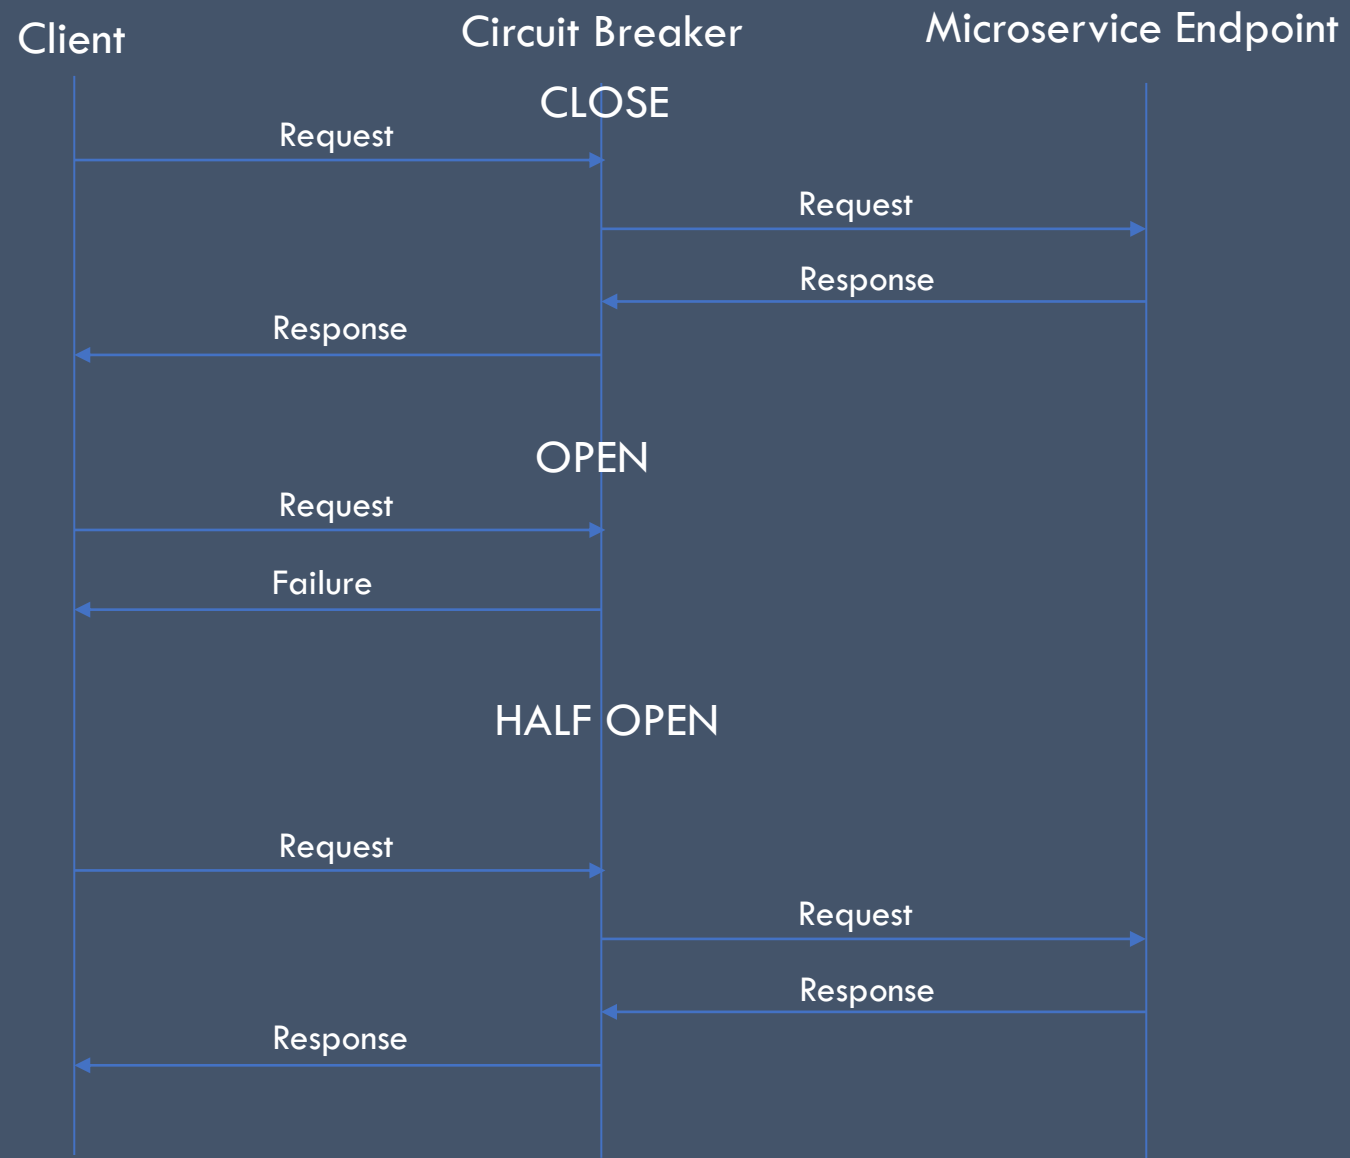 Client
Circuit Breaker
Microservice Endpoint
CLOSE
Request
Request
Response
Response
OPEN
Request
Failure
HALF OPEN
Request
Request
Response
Response